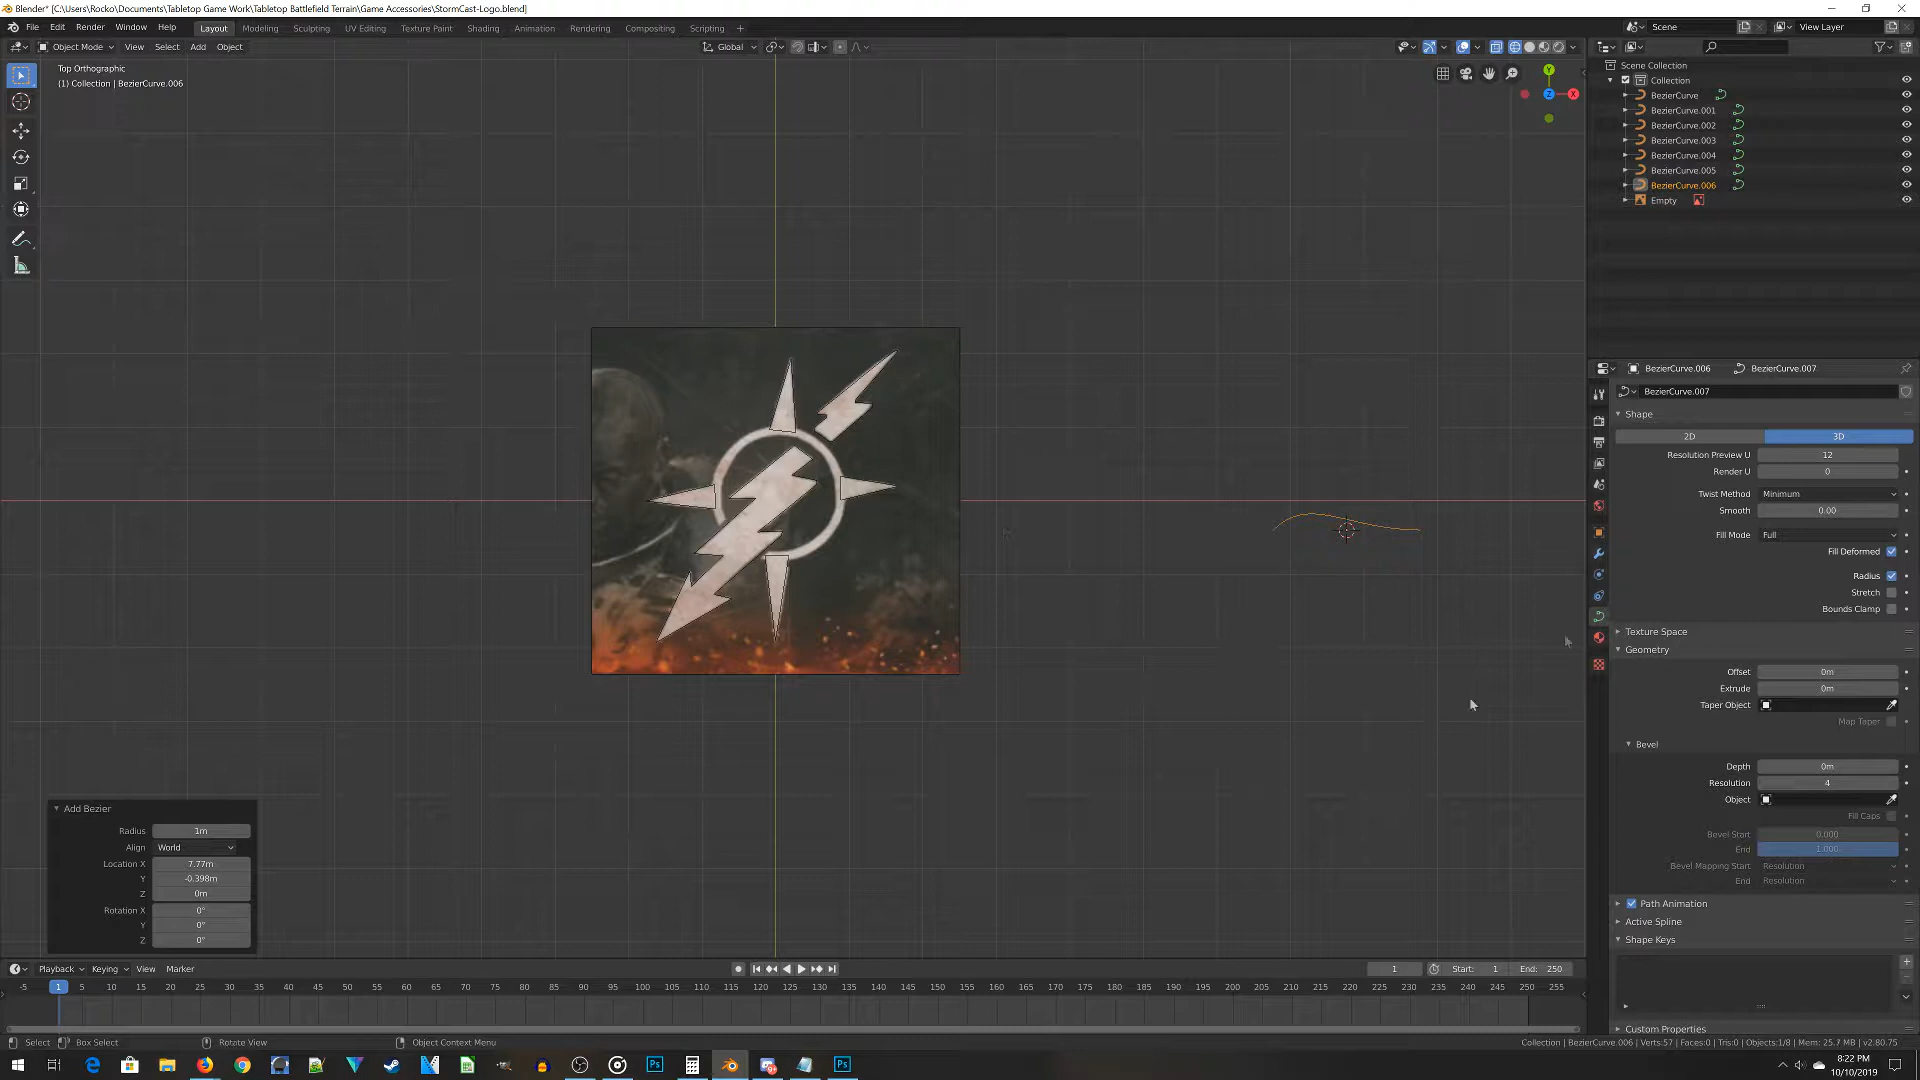 Blender* [C:\Users\Rocko\Documents\Tabletop Game Work\Tabletop Battlefield Terrain\Game Accessories\StormCast-Logo.blend]
File Edit Render Window Help Layout Modeling Sculpting UV Editing Texture Paint Shading Animation Rendering Compositing Scripting + Scene View Layer
Object Mode View Select Add Object Global
Top Orthographic
(1) Collection | BezierCurve.006
Y
Z X
Scene Collection
Collection
BezierCurve
BezierCurve.001
BezierCurve.002
BezierCurve.003
BezierCurve.004
BezierCurve.005
BezierCurve.006
Empty
BezierCurve.006 BezierCurve.007
BezierCurve.007
Shape
2D 3D
Resolution Preview U 12
Render U 0
Twist Method Minimum
Smooth 0.00
Fill Mode Full
Fill Deformed
Radius
Stretch
Bounds Clamp
Texture Space
Geometry
Offset 0m
Extrude 0m
Taper Object
Map Taper
Bevel
Depth 0m
Resolution 4
Object
Fill Caps
Bevel Start 0.000
End 1.000
Bevel Mapping Start Resolution
End Resolution
Path Animation
Active Spline
Shape Keys
Custom Properties
Add Bezier
Radius 1m
Align World
Location X 7.77m
Y -0.398m
Z 0m
Rotation X 0°
Y 0°
Z 0°
Playback Keying View Marker 1 Start: 1 End: 250
-5 1 5 10 15 20 25 30 35 40 45 50 55 60 65 70 75 80 85 90 95 100 105 110 115 120 125 130 135 140 145 150 155 160 165 170 175 180 185 190 195 200 205 210 215 220 225 230 235 240 245 250 255
Select Box Select Rotate View Object Context Menu Collection | BezierCurve.006 | Verts:57 | Faces:0 | Tris:0 | Objects:1/8 | Mem: 25.7 MB | v2.80.75
Ps Ps
8:22 PM
10/10/2019